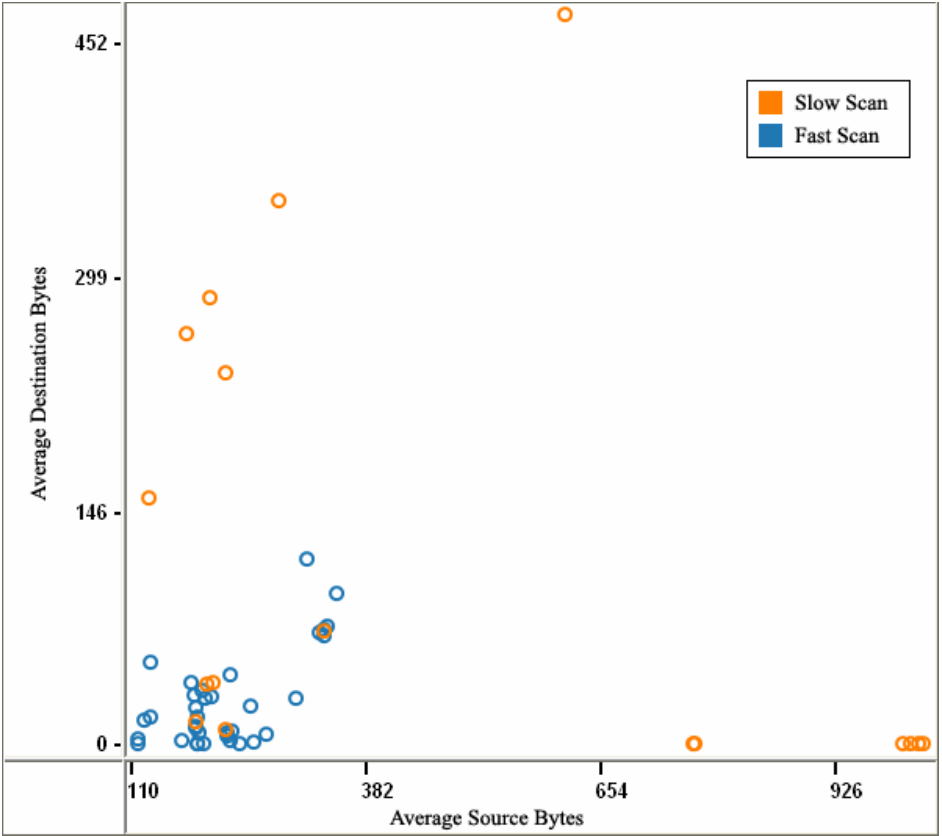 452
Slow Scan
Fast Scan
299
Average Destination Bytes
146
0
110 382 654 926
Average Source Bytes